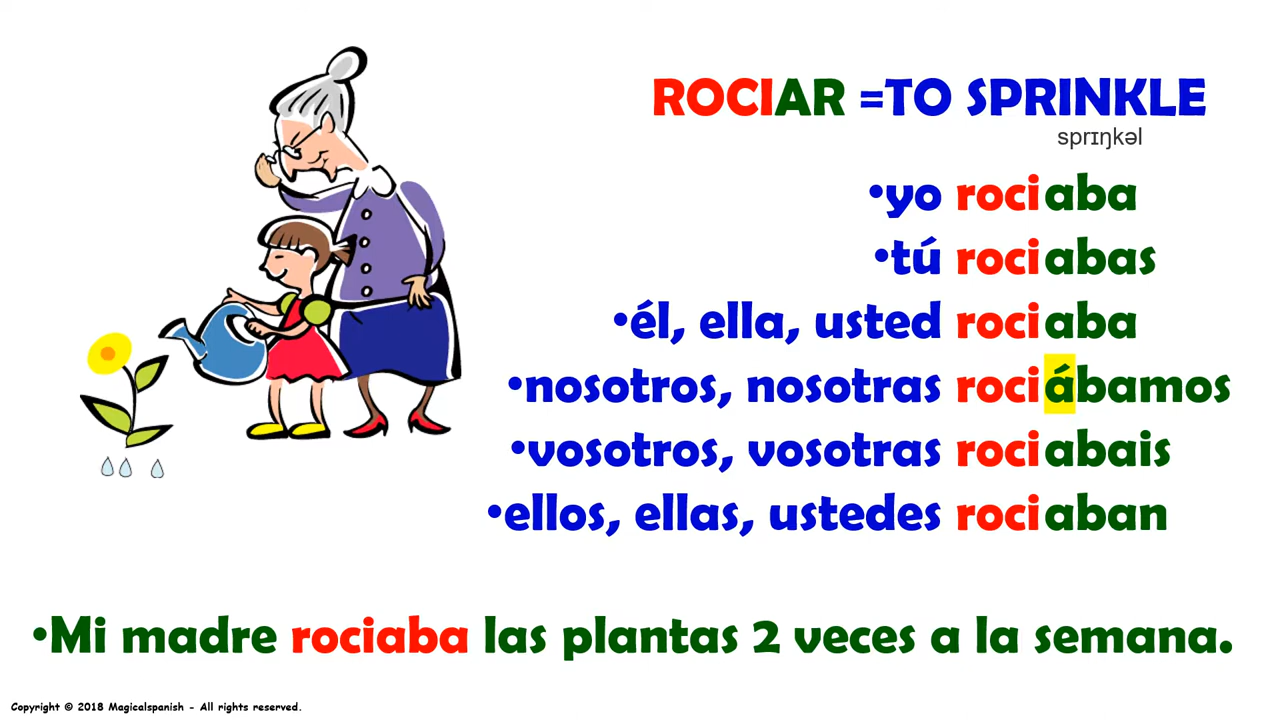 ROCIAR =TO SPRINKLE
sprɪŋkəl
•yo rociaba
•tú rociabas
•él, ella, usted rociaba
•nosotros, nosotras rociábamos
•vosotros, vosotras rociabais
•ellos, ellas, ustedes rociaban
•Mi madre rociaba las plantas 2 veces a la semana.
Copyright © 2018 Magicalspanish - All rights reserved.